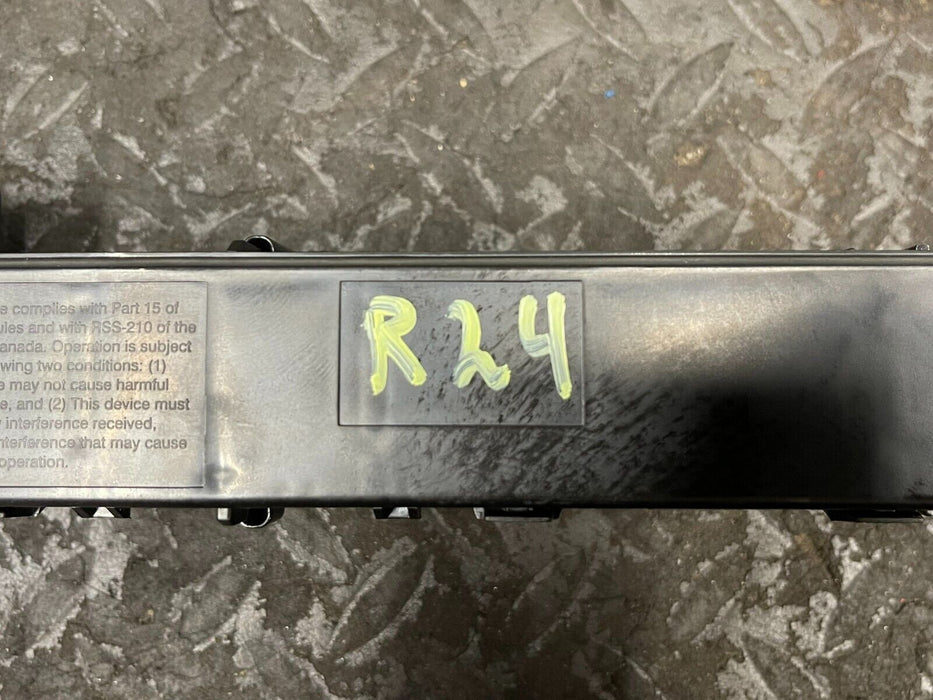 e complies with Part 15 of
ules and with RSS-210 of the
anada. Operation is subject
wing two conditions: (1)
e may not cause harmful
e, and (2) This device must
y interference received,
nterference that may cause
operation.
R24